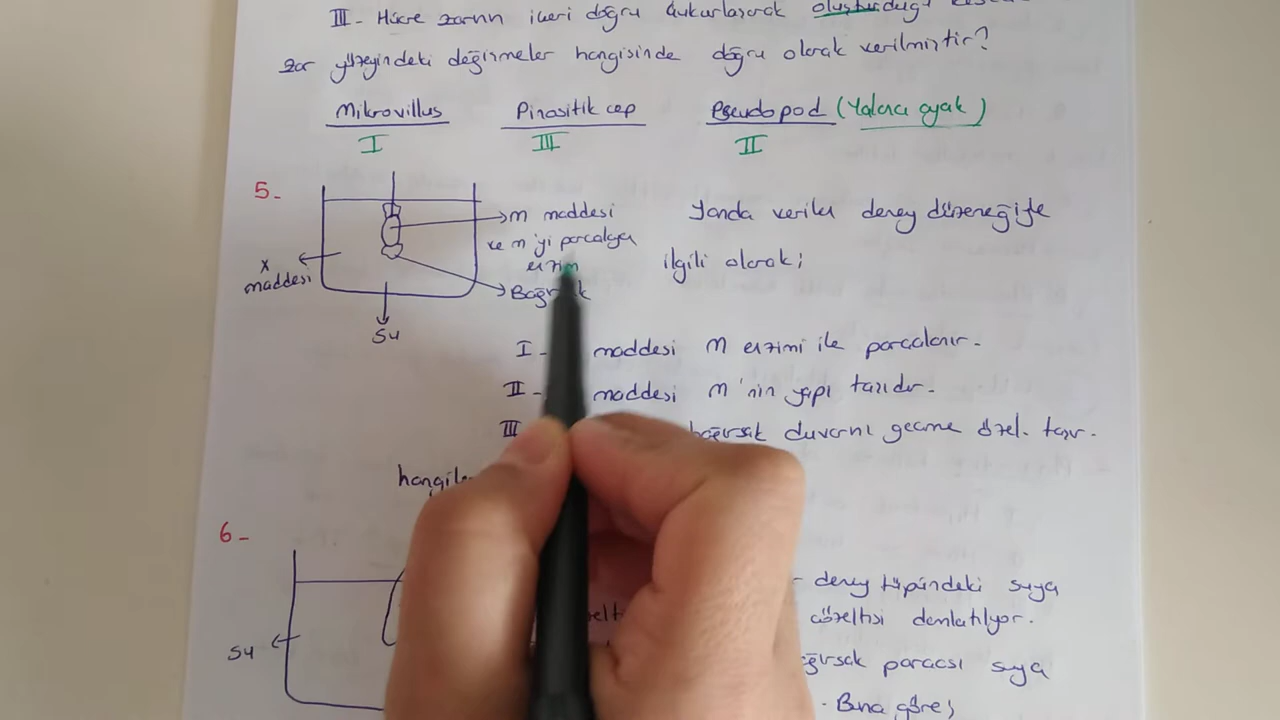 III - Hücre zarının içeri doğru çukurlaşarak oluşturduğu
zar yüzeyindeki değişmeler hangisinde doğru olarak verilmiştir?
Mikrovillus Pinositik cep Pseudopod (Yalancı ayak)
I III II
5-
m maddesi
ve m'yi parçalayan
enzim
Bağırsak
x
maddesi
Su
Yanda verilen deney düzeneğiyle
ilgili olarak;
I - maddesi m enzimi ile parçalanır.
II - maddesi m'nin yapı taşıdır.
III bağırsak duvarını geçme özel. taşır.
6-
Su
deney tüpündeki suya
çözeltisi damlatılıyor.
parçası suya
. Buna göre;